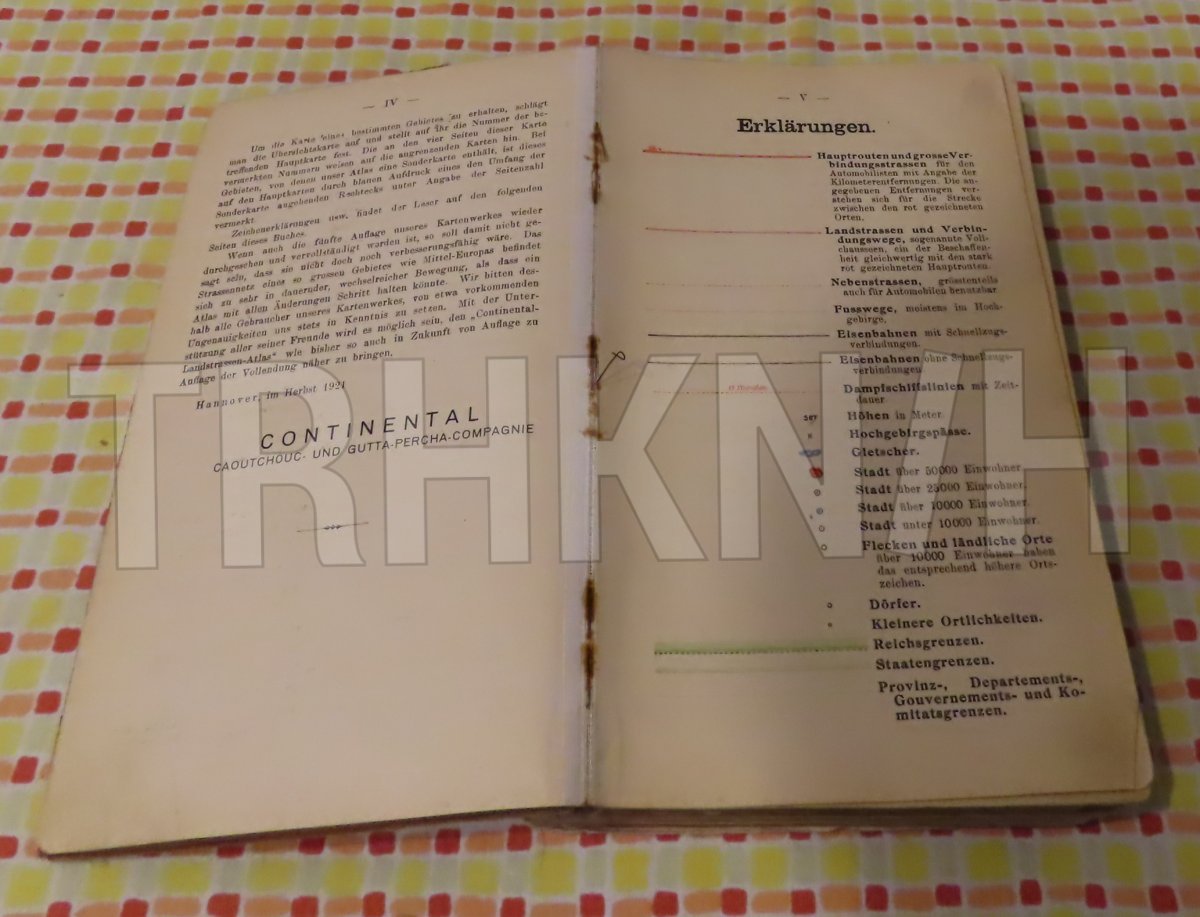 — IV —
Um die Karte eines bestimmten Gebietes zu erhalten, schlägt
man die Übersichtskarte auf und stellt auf ihr die Nummer der be-
treffenden Hauptkarte fest. Die an den vier Seiten dieser Karte
vermerkten Nummern weisen auf die angrenzenden Karten hin. Bei
Gebieten, von denen unser Atlas eine Sonderkarte enthält, ist dieses
auf den Hauptkarten durch blauen Aufdruck eines den Umfang der
Sonderkarte angebenden Rechtecks unter Angabe der Seitenzahl
vermerkt
Zeichenerklärungen usw. findet der Leser auf den folgenden
Seiten dieses Buches.
Wenn auch die fünfte Auflage unseres Kartenwerkes wieder
durchgesehen und vervollständigt worden ist, so soll damit nicht ge-
sagt sein, dass sie nicht doch noch verbesserungsfähig wäre. Das
Strassennetz eines so grossen Gebietes wie Mittel-Europas befindet
sich zu sehr in dauernder, wechselreicher Bewegung, als dass ein
Atlas mit allen Änderungen Schritt halten könnte. Wir bitten des-
halb alle Gebraucher unseres Kartenwerkes, von etwa vorkommenden
Ungenauigkeiten uns stets in Kenntnis zu setzen. Mit der Unter-
stützung aller seiner Freunde wird es möglich sein, den „Continental-
Landstrassen-Atlas" wie bisher so auch in Zukunft von Auflage zu
Auflage der Vollendung näher zu bringen.
Hannover, im Herbst 1921
CONTINENTAL
CAOUTCHOUC- UND GUTTA-PERCHA-COMPAGNIE
— V —
Erklärungen.
Hauptrouten und grosse Ver-
bindungsstrassen für den
Automobilisten mit Angabe der
Kilometerentfernungen. Die an-
gegebenen Entfernungen ver-
stehen sich für die Strecke
zwischen den rot gezeichneten
Orten.
Landstrassen und Verbin-
dungswege, sogenannte Voll-
chaussen, ein der Beschaffen-
heit gleichwertig mit den stark
rot gezeichneten Hauptrouten.
Nebenstrassen, grösstenteils
auch für Automobilen benutzbar
Fusswege, meistens im Hoch-
gebirge,
Eisenbahnen mit Schnellzugs-
verbindungen.
Eisenbahnen ohne Schnellzugs-
verbindungen
Dampfschiffslinien mit Zeit-
dauer
567 Höhen in Meter
Hochgebirgspässe.
Gletscher.
Stadt über 50000 Einwohner
Stadt über 25000 Einwohner.
Stadt über 10000 Einwohner.
Stadt unter 10000 Einwohner.
Flecken und ländliche Orte
über 10000 Einwohner haben
das entsprechend höhere Orts-
zeichen.
Dörfer.
Kleinere Ortlichkeiten.
Reichsgrenzen.
Staatengrenzen.
Provinz-, Departements-,
Gouvernements- und Ko-
mitatsgrenzen.
TRHKNVH